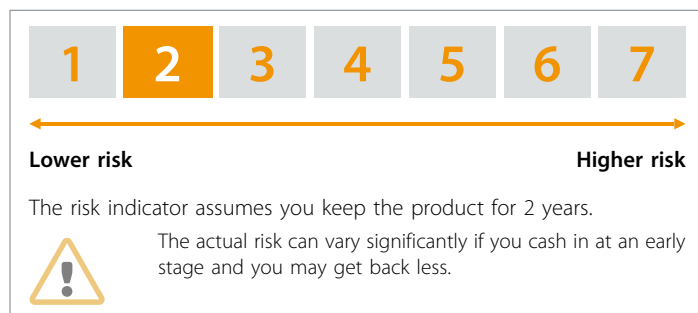 1 2 3 4 5 6 7
Lower risk Higher risk
The risk indicator assumes you keep the product for 2 years.
The actual risk can vary significantly if you cash in at an early
stage and you may get back less.